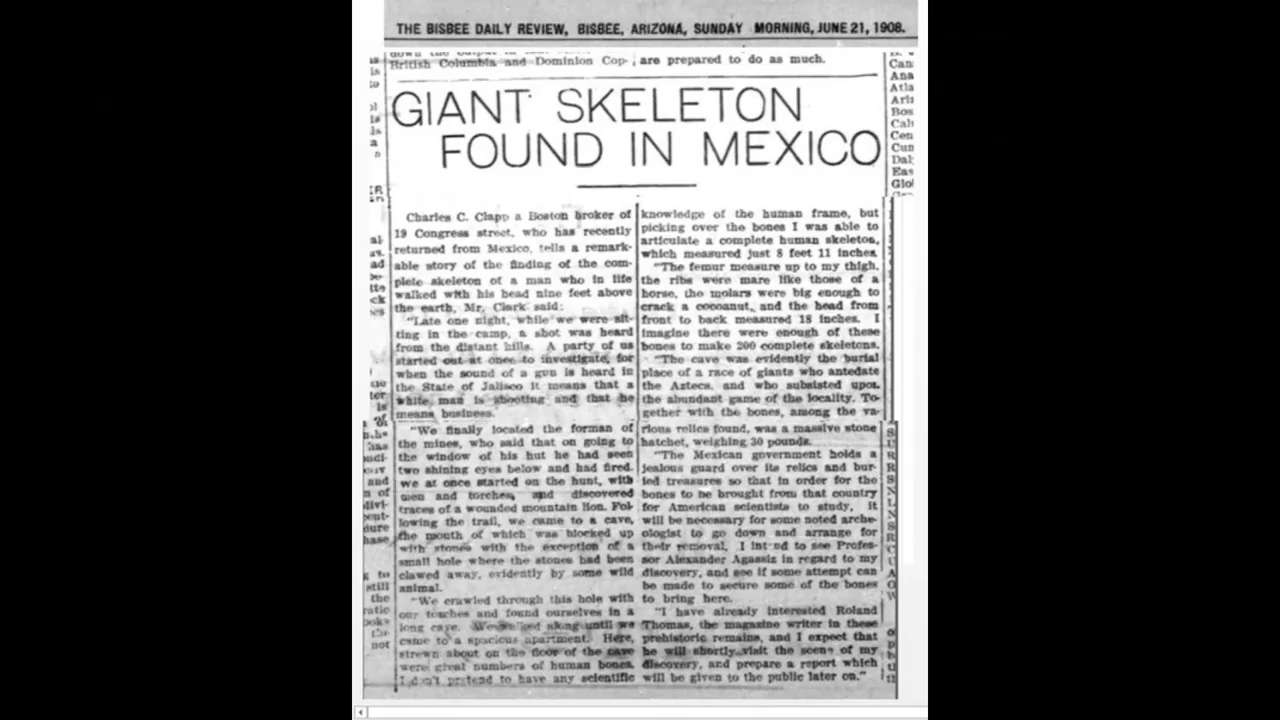 THE BISBEE DAILY REVIEW, BISBEE, ARIZONA, SUNDAY MORNING, JUNE 21, 1908.
down the output in
British Columbia and Dominion Cop-
are prepared to do as much.
GIANT SKELETON
FOUND IN MEXICO
Charles C. Clapp a Boston broker of
19 Congress street, who has recently
returned from Mexico, tells a remark-
able story of the finding of the com-
plete skeleton of a man who in life
walked with his head nine feet above
the earth, Mr. Clark said:
"Late one night, while we were sit-
ting in the camp, a shot was heard
from the distant hills. A party of us
started out at once to investigate, for
when the sound of a gun is heard in
the State of Jalisco it means that a
white man is shooting and that he
means business.
"We finally located the forman of
the mines, who said that on going to
the window of his hut he had seen
two shining eyes below and had fired.
we at once started on the hunt, with
men and torches, and discovered
traces of a wounded mountain lion. Fol-
lowing the trail, we came to a cave,
the mouth of which was blocked up
with stones with the exception of a
small hole where the stones had been
clawed away, evidently by some wild
animal.
"We crawled through this hole with
our torches and found ourselves in a
long cave. We walked along until we
came to a spacious apartment. Here,
strewn about on the floor of the cave
were great numbers of human bones.
I don't pretend to have any scientific
knowledge of the human frame, but
picking over the bones I was able to
articulate a complete human skeleton,
which measured just 8 feet 11 inches.
"The femur measure up to my thigh,
the ribs were mare like those of a
horse, the molars were big enough to
crack a cocoanut, and the head from
front to back measured 18 inches. I
imagine there were enough of these
bones to make 200 complete skeletons.
"The cave was evidently the burial
place of a race of giants who antedate
the Aztecs, and who subsisted upon
the abundant game of the locality. To-
gether with the bones, among the va-
rious relics found, was a massive stone
hatchet, weighing 30 pounds.
"The Mexican government holds a
jealous guard over its relics and bur-
ied treasures so that in order for the
bones to be brought from that country
for American scientists to study, it
will be necessary for some noted arche-
ologist to go down and arrange for
their removal. I intend to see Profes-
sor Alexander Agassiz in regard to my
discovery, and see if some attempt can
be made to secure some of the bones
to bring here.
"I have already interested Roland
Thomas, the magazine writer in these
prehistoric remains, and I expect that
he will shortly visit the scene of my
discovery, and prepare a report which
will be given to the public later on."